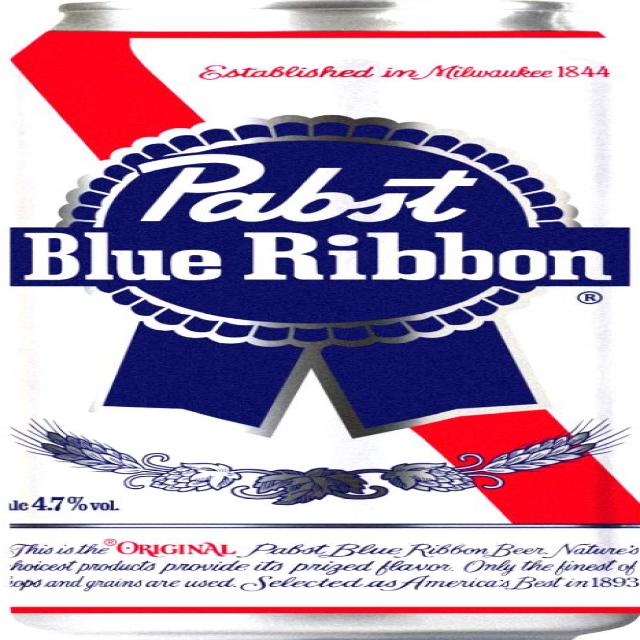 Established in Milwaukee 1844
Pabst
Blue Ribbon
®
alc 4.7% vol.
This is the ®ORIGINAL Pabst Blue Ribbon Beer. Nature's
choicest products provide its prized flavor. Only the finest of
hops and grains are used. Selected as America's Best in 1893